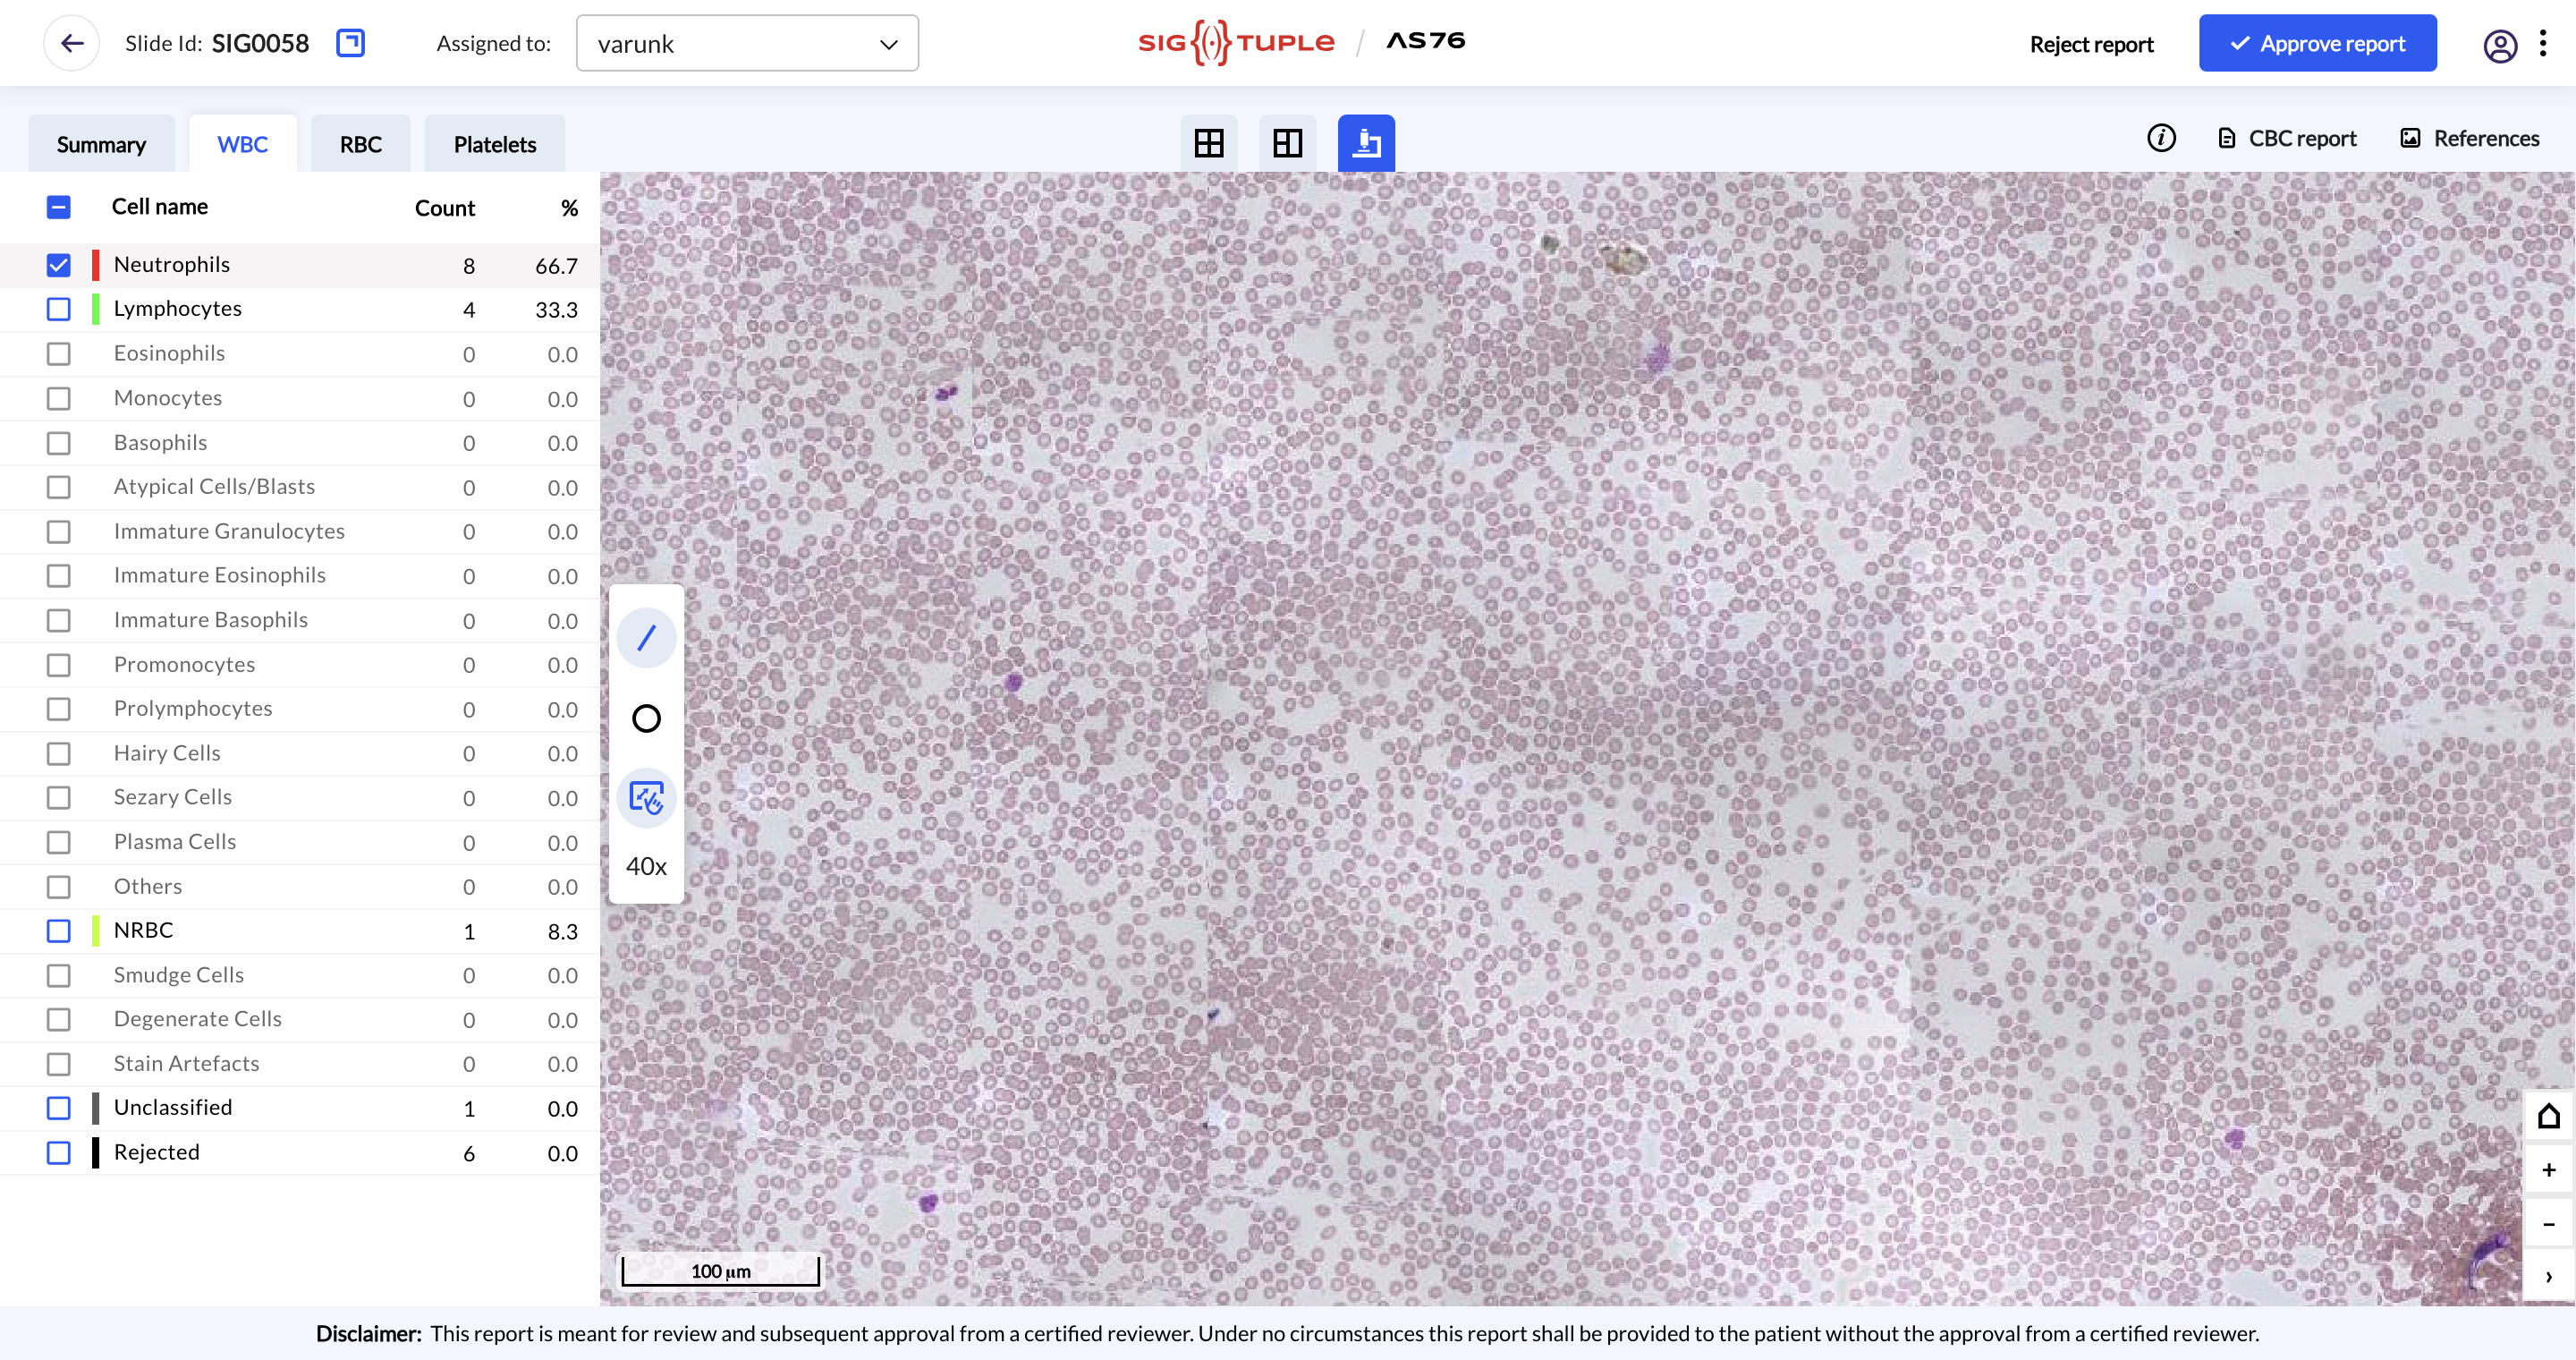 Slide Id: SIG0058
Assigned to: varunk
SIG TUPLE / AS76
Reject report
Approve report
Summary WBC RBC Platelets
i CBC report References
Cell name Count %
Neutrophils 8 66.7
Lymphocytes 4 33.3
Eosinophils 0 0.0
Monocytes 0 0.0
Basophils 0 0.0
Atypical Cells/Blasts 0 0.0
Immature Granulocytes 0 0.0
Immature Eosinophils 0 0.0
Immature Basophils 0 0.0
Promonocytes 0 0.0
Prolymphocytes 0 0.0
Hairy Cells 0 0.0
Sezary Cells 0 0.0
Plasma Cells 0 0.0
Others 0 0.0
NRBC 1 8.3
Smudge Cells 0 0.0
Degenerate Cells 0 0.0
Stain Artefacts 0 0.0
Unclassified 1 0.0
Rejected 6 0.0
40x
100 μm
Disclaimer: This report is meant for review and subsequent approval from a certified reviewer. Under no circumstances this report shall be provided to the patient without the approval from a certified reviewer.